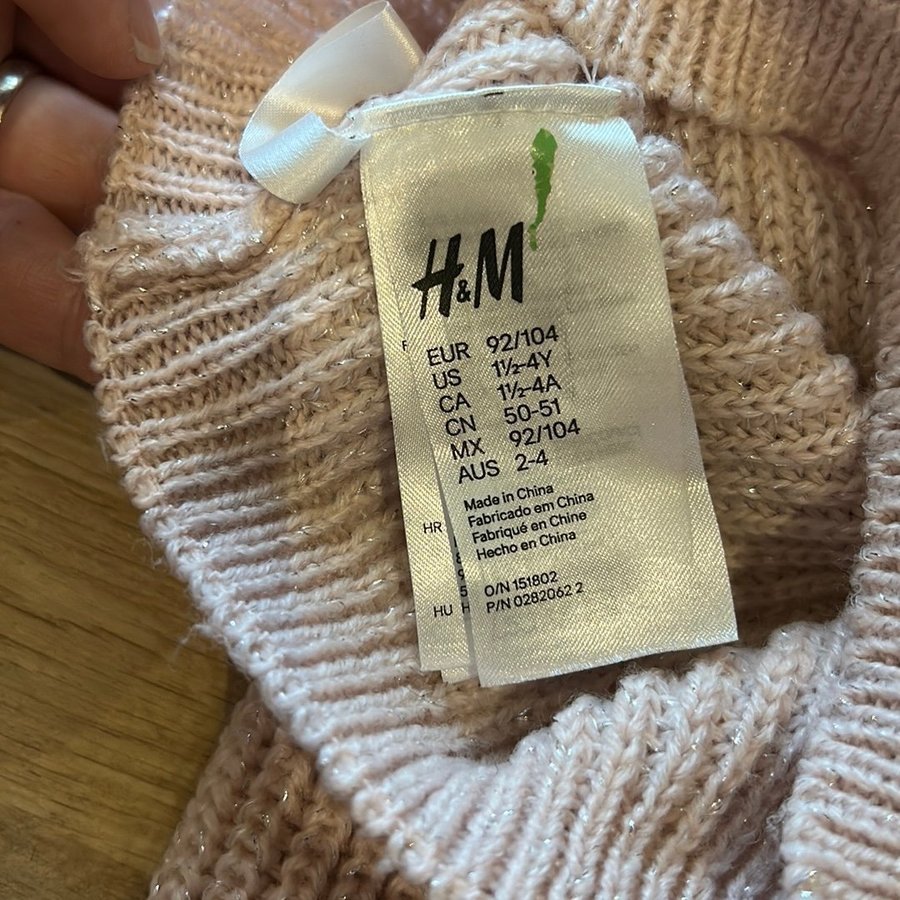 H&M
EUR 92/104
US 1½-4Y
CA 1½-4A
CN 50-51
MX 92/104
AUS 2-4
Made in China
Fabricado em China
Fabriqué en Chine
Hecho en China
O/N 151802
P/N 0282062 2
F
HR
HU H